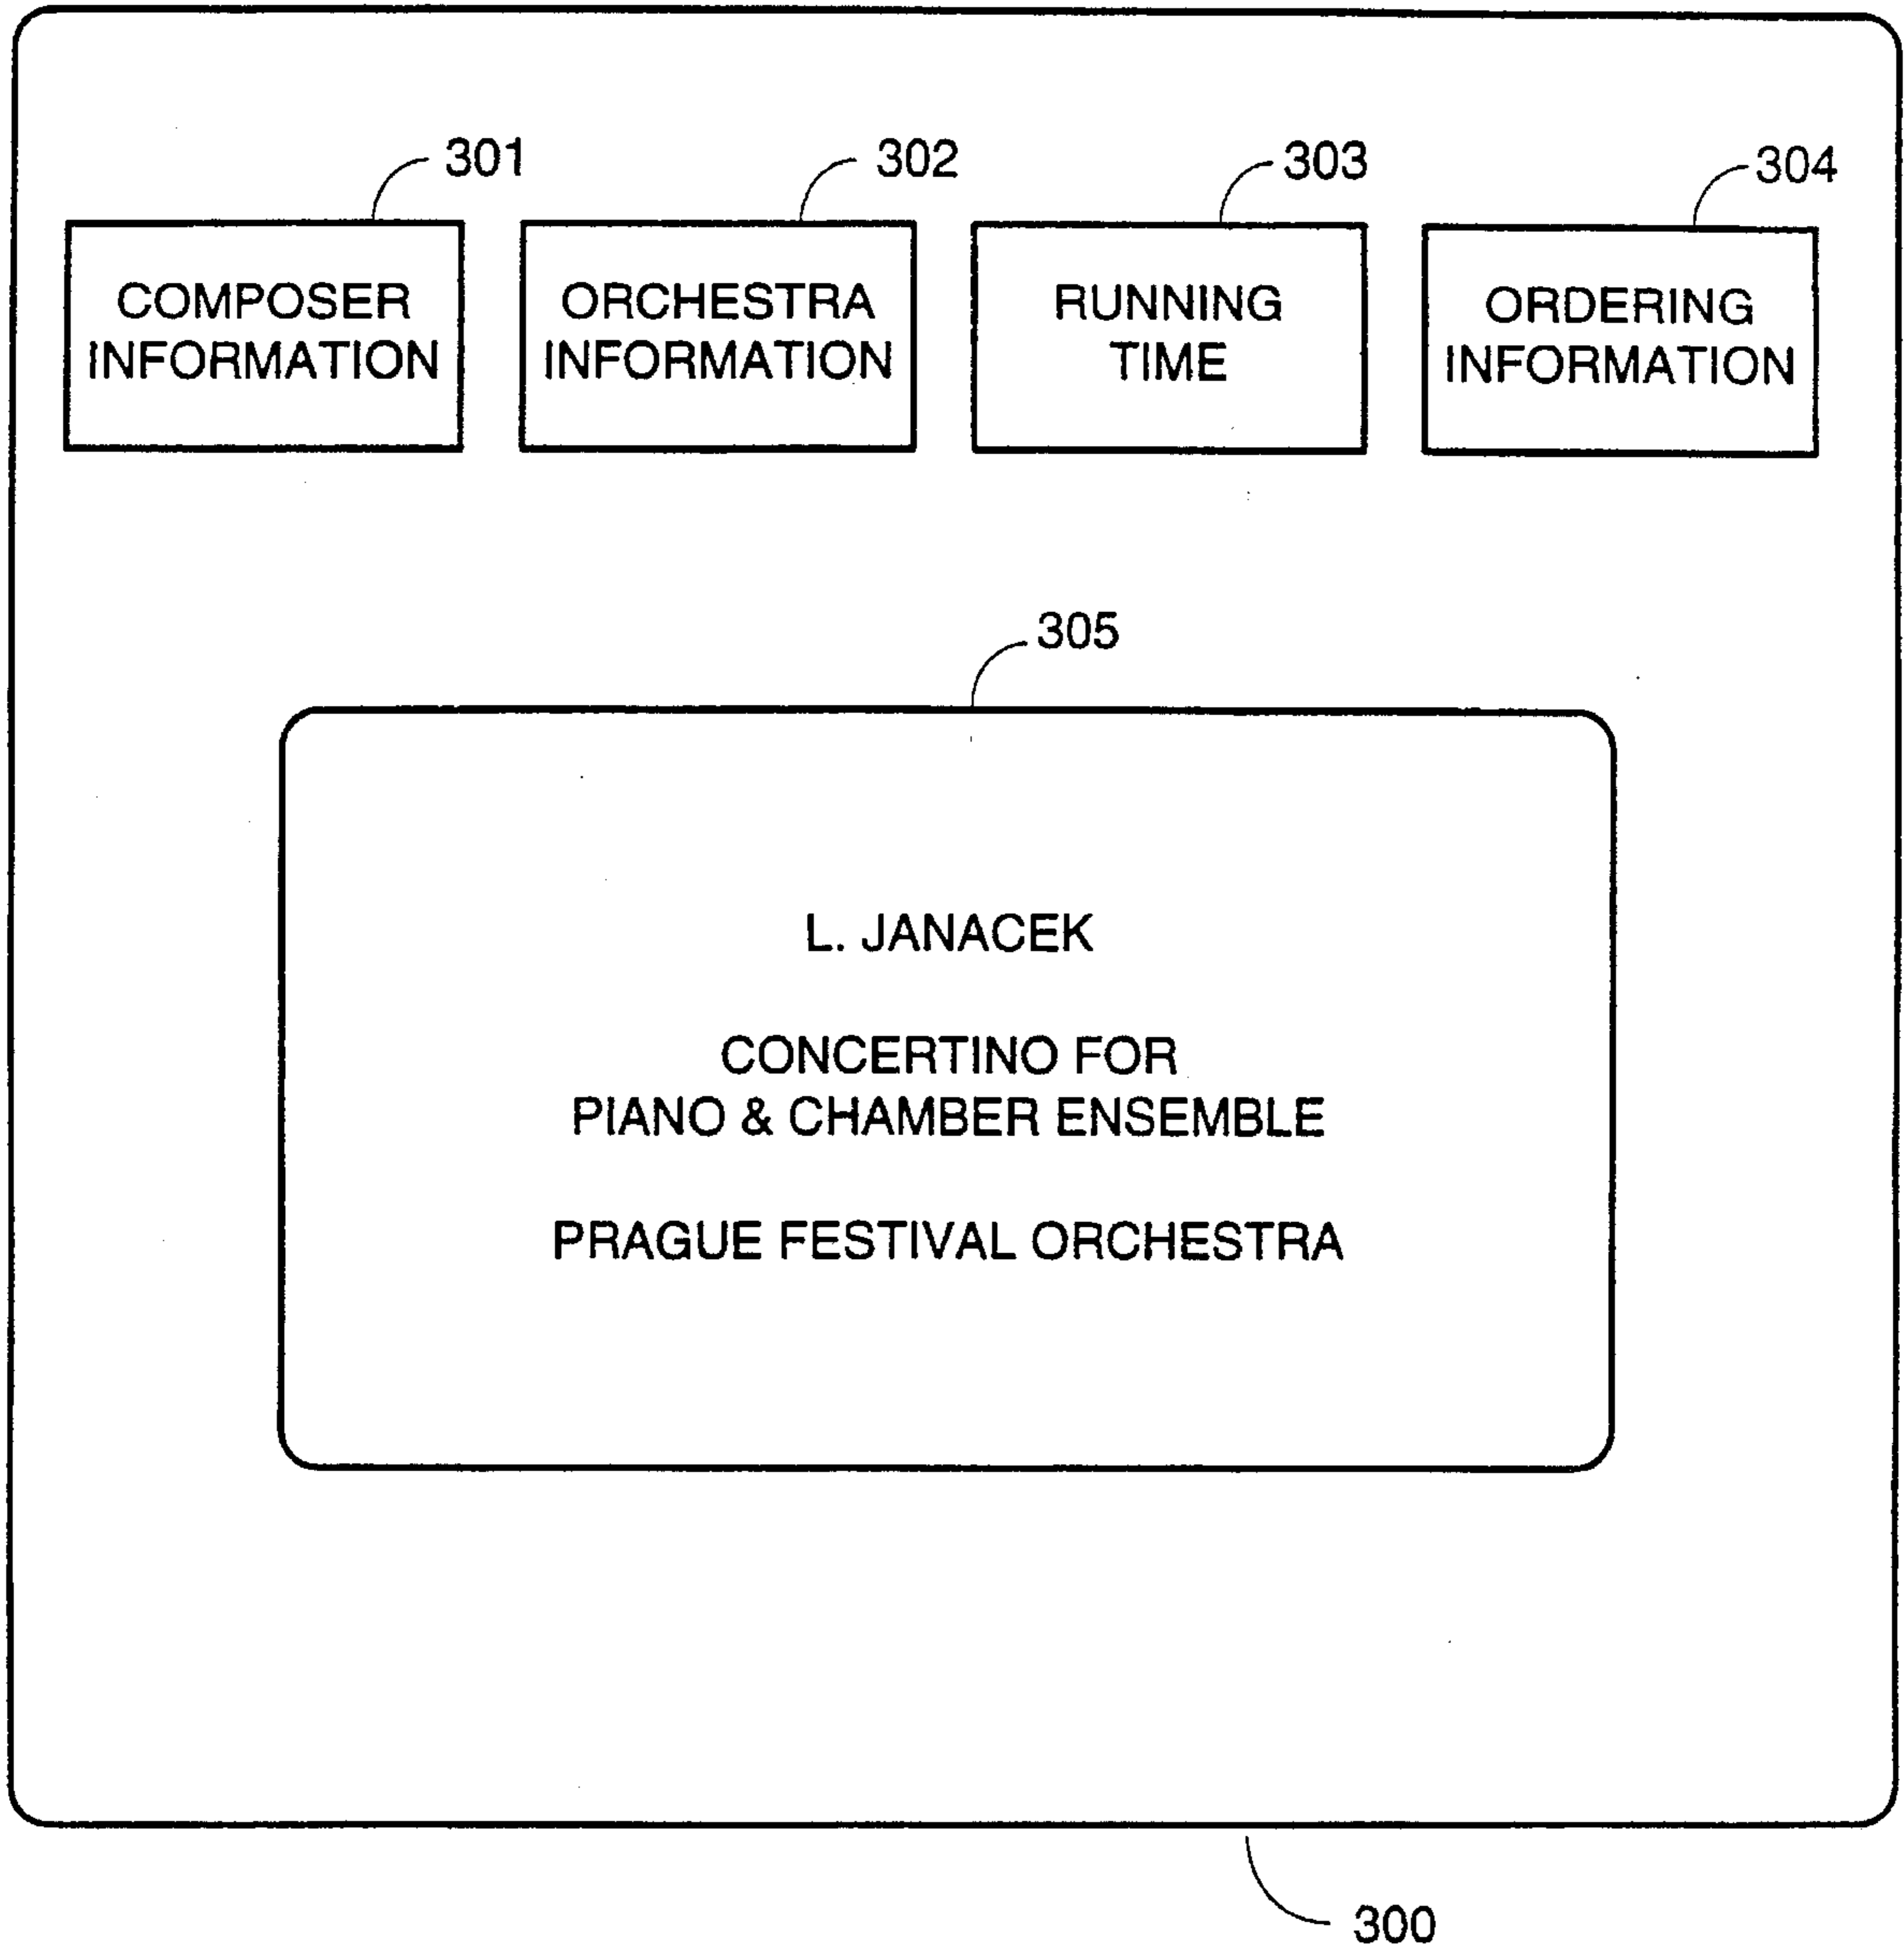 301
302
303
304
COMPOSER
INFORMATION
ORCHESTRA
INFORMATION
RUNNING
TIME
ORDERING
INFORMATION
305
L. JANACEK
CONCERTINO FOR
PIANO & CHAMBER ENSEMBLE
PRAGUE FESTIVAL ORCHESTRA
300